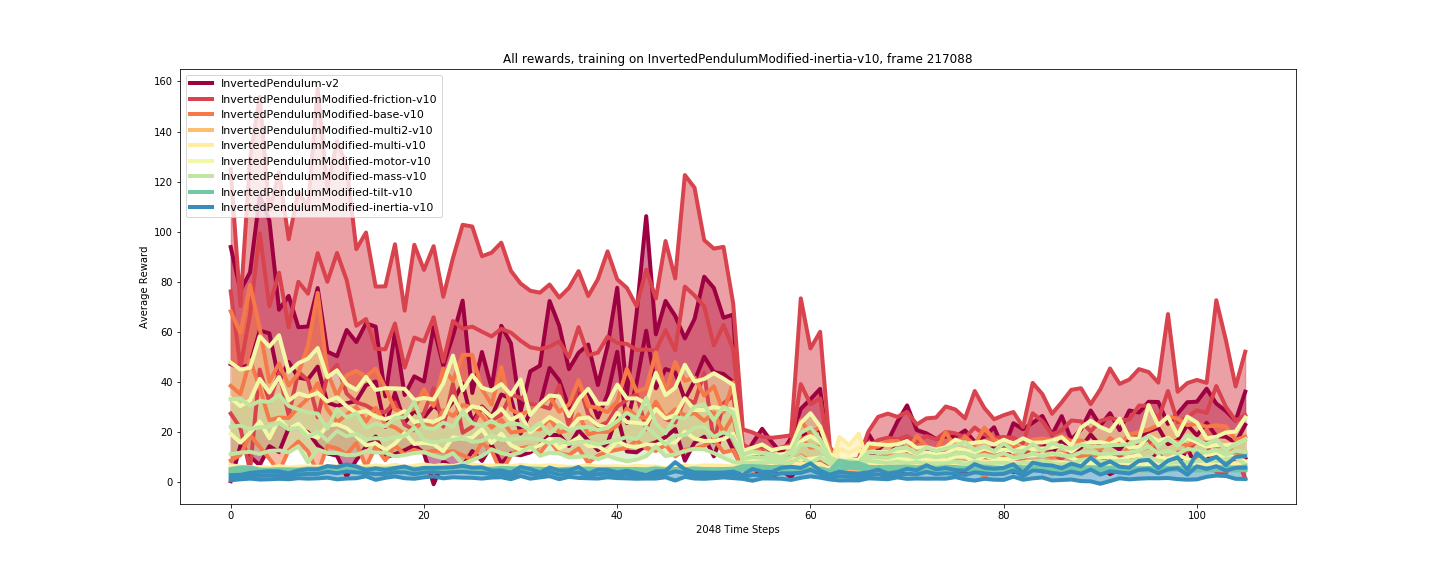 All rewards, training on InvertedPendulumModified-inertia-v10, frame 217088
160
140
120
100
80
60
40
20
0
Average Reward
InvertedPendulum-v2
InvertedPendulumModified-friction-v10
InvertedPendulumModified-base-v10
InvertedPendulumModified-multi2-v10
InvertedPendulumModified-multi-v10
InvertedPendulumModified-motor-v10
InvertedPendulumModified-mass-v10
InvertedPendulumModified-tilt-v10
InvertedPendulumModified-inertia-v10
0 20 40 60 80 100
2048 Time Steps